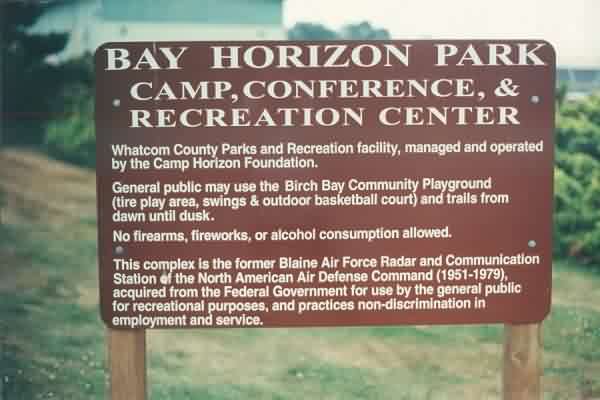 BAY HORIZON PARK
CAMP, CONFERENCE, &
RECREATION CENTER
Whatcom County Parks and Recreation facility, managed and operated
by the Camp Horizon Foundation.
General public may use the Birch Bay Community Playground
(tire play area, swings & outdoor basketball court) and trails from
dawn until dusk.
No firearms, fireworks, or alcohol consumption allowed.
This complex is the former Blaine Air Force Radar and Communication
Station of the North American Air Defense Command (1951-1979),
acquired from the Federal Government for use by the general public
for recreational purposes, and practices non-discrimination in
employment and service.